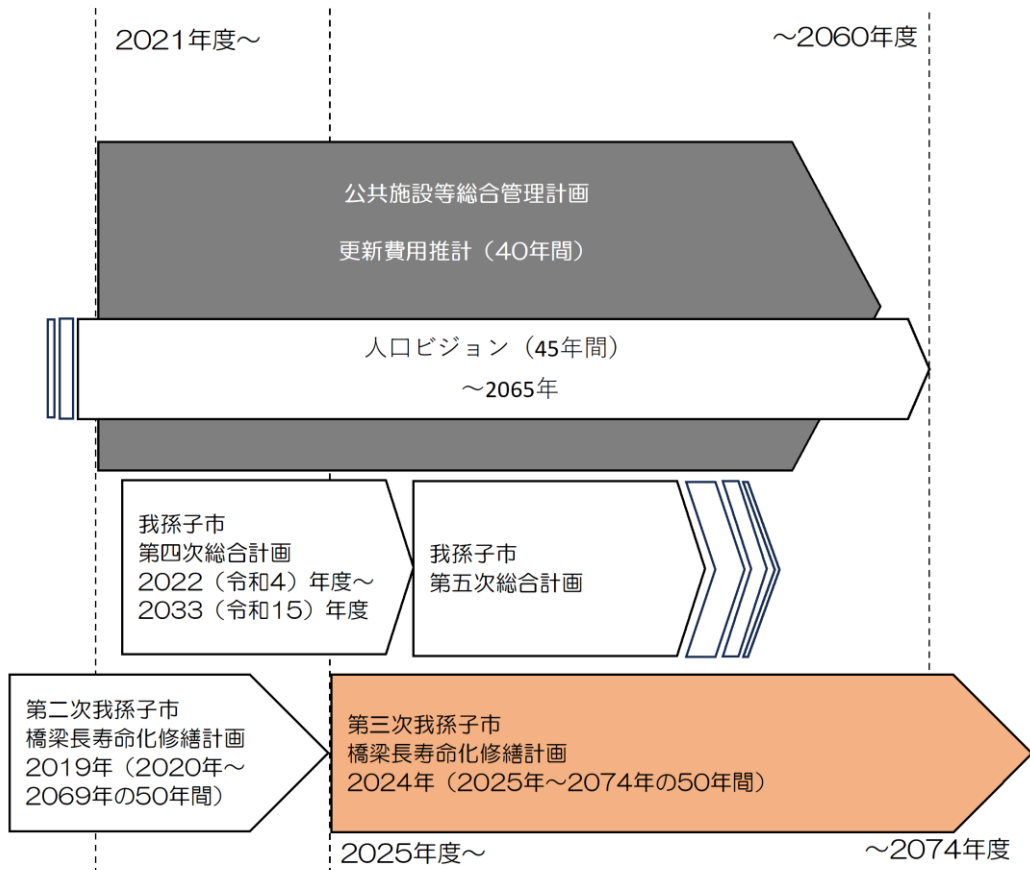 2021年度～
～2060年度
公共施設等総合管理計画
更新費用推計（40年間）
人口ビジョン（45年間）
～2065年
我孫子市
第四次総合計画
2022（令和4）年度～
2033（令和15）年度
我孫子市
第五次総合計画
第二次我孫子市
橋梁長寿命化修繕計画
2019年（2020年～
2069年の50年間）
第三次我孫子市
橋梁長寿命化修繕計画
2024年（2025年～2074年の50年間）
2025年度～
～2074年度